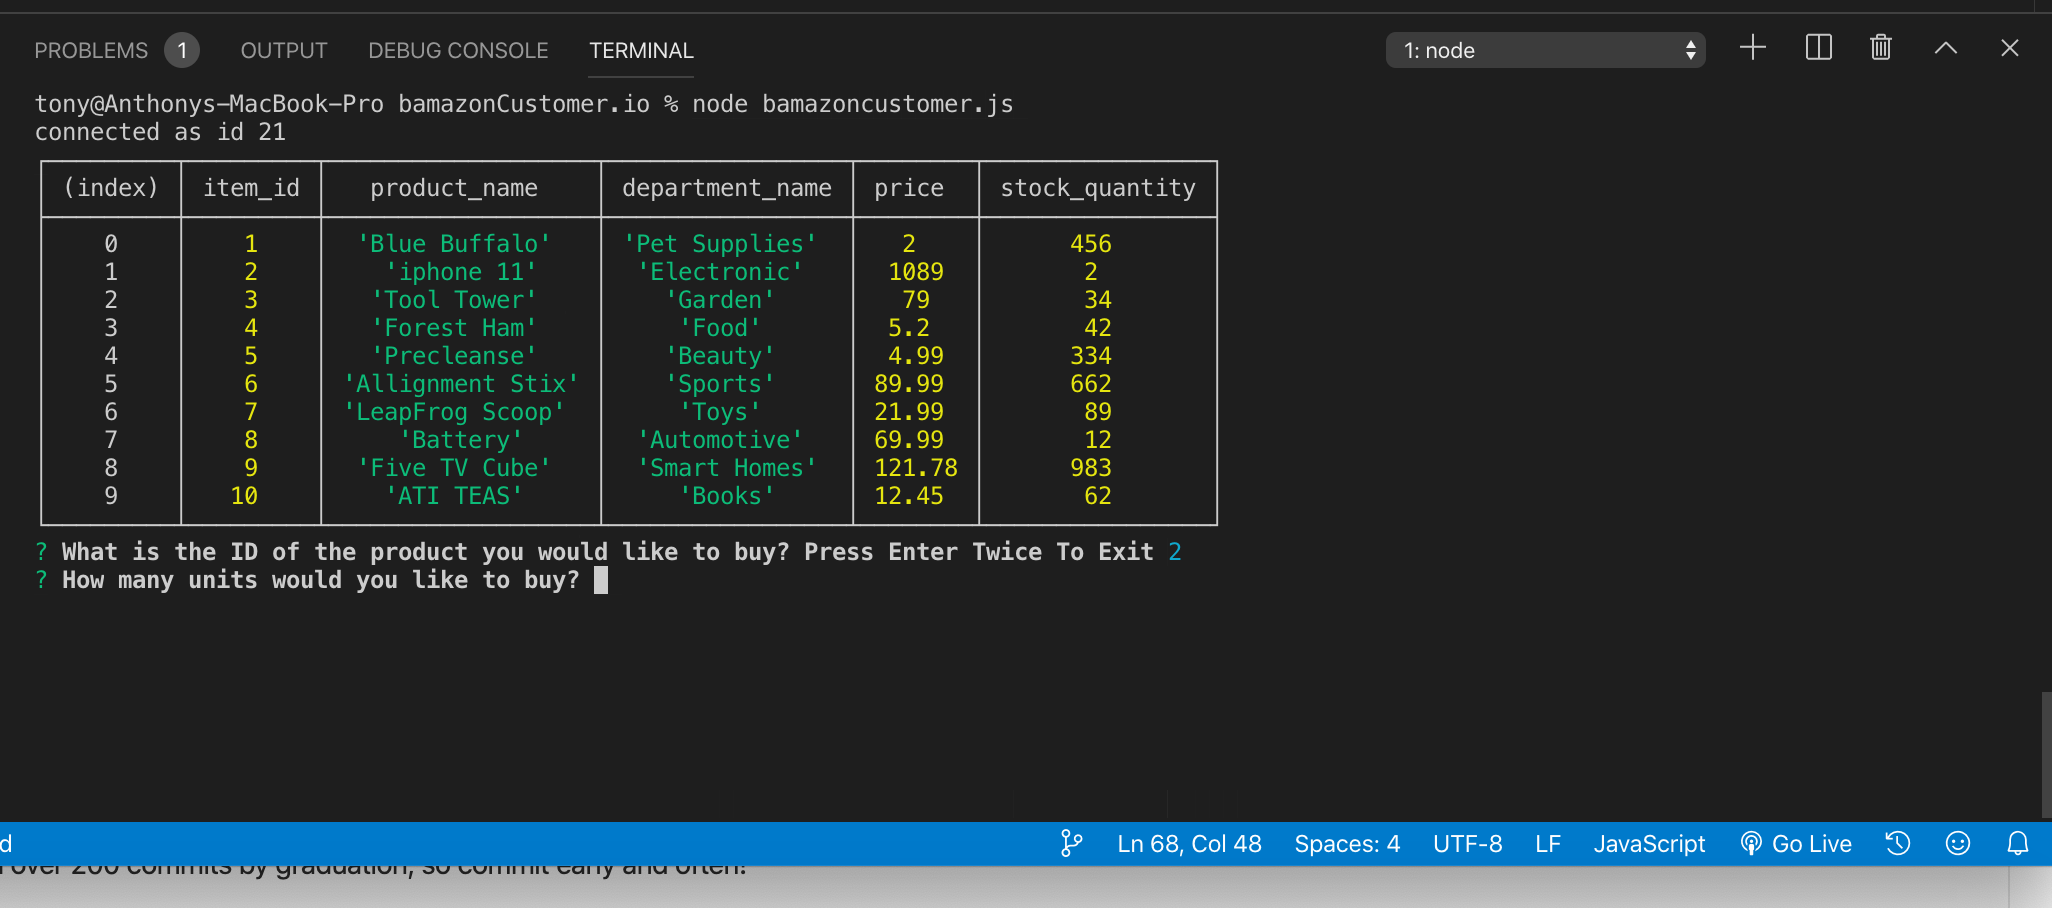 PROBLEMS 1 OUTPUT DEBUG CONSOLE TERMINAL 1: node
tony@Anthonys-MacBook-Pro bamazonCustomer.io % node bamazoncustomer.js
connected as id 21
(index) item_id product_name department_name price stock_quantity
0 1 'Blue Buffalo' 'Pet Supplies' 2 456
1 2 'iphone 11' 'Electronic' 1089 2
2 3 'Tool Tower' 'Garden' 79 34
3 4 'Forest Ham' 'Food' 5.2 42
4 5 'Precleanse' 'Beauty' 4.99 334
5 6 'Allignment Stix' 'Sports' 89.99 662
6 7 'LeapFrog Scoop' 'Toys' 21.99 89
7 8 'Battery' 'Automotive' 69.99 12
8 9 'Five TV Cube' 'Smart Homes' 121.78 983
9 10 'ATI TEAS' 'Books' 12.45 62
? What is the ID of the product you would like to buy? Press Enter Twice To Exit 2
? How many units would you like to buy?
d Ln 68, Col 48 Spaces: 4 UTF-8 LF JavaScript Go Live
over 200 commits by graduation, so commit early and often!